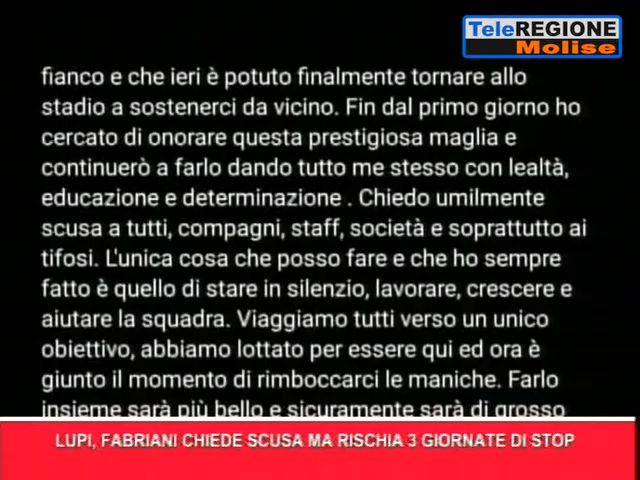 TeleREGIONE
Molise
fianco e che ieri è potuto finalmente tornare allo
stadio a sostenerci da vicino. Fin dal primo giorno ho
cercato di onorare questa prestigiosa maglia e
continuerò a farlo dando tutto me stesso con lealtà,
educazione e determinazione . Chiedo umilmente
scusa a tutti, compagni, staff, società e soprattutto ai
tifosi. L'unica cosa che posso fare e che ho sempre
fatto è quello di stare in silenzio, lavorare, crescere e
aiutare la squadra. Viaggiamo tutti verso un unico
obiettivo, abbiamo lottato per essere qui ed ora è
giunto il momento di rimboccarci le maniche. Farlo
insieme sarà più bello e sicuramente sarà di grosso
LUPI, FABRIANI CHIEDE SCUSA MA RISCHIA 3 GIORNATE DI STOP